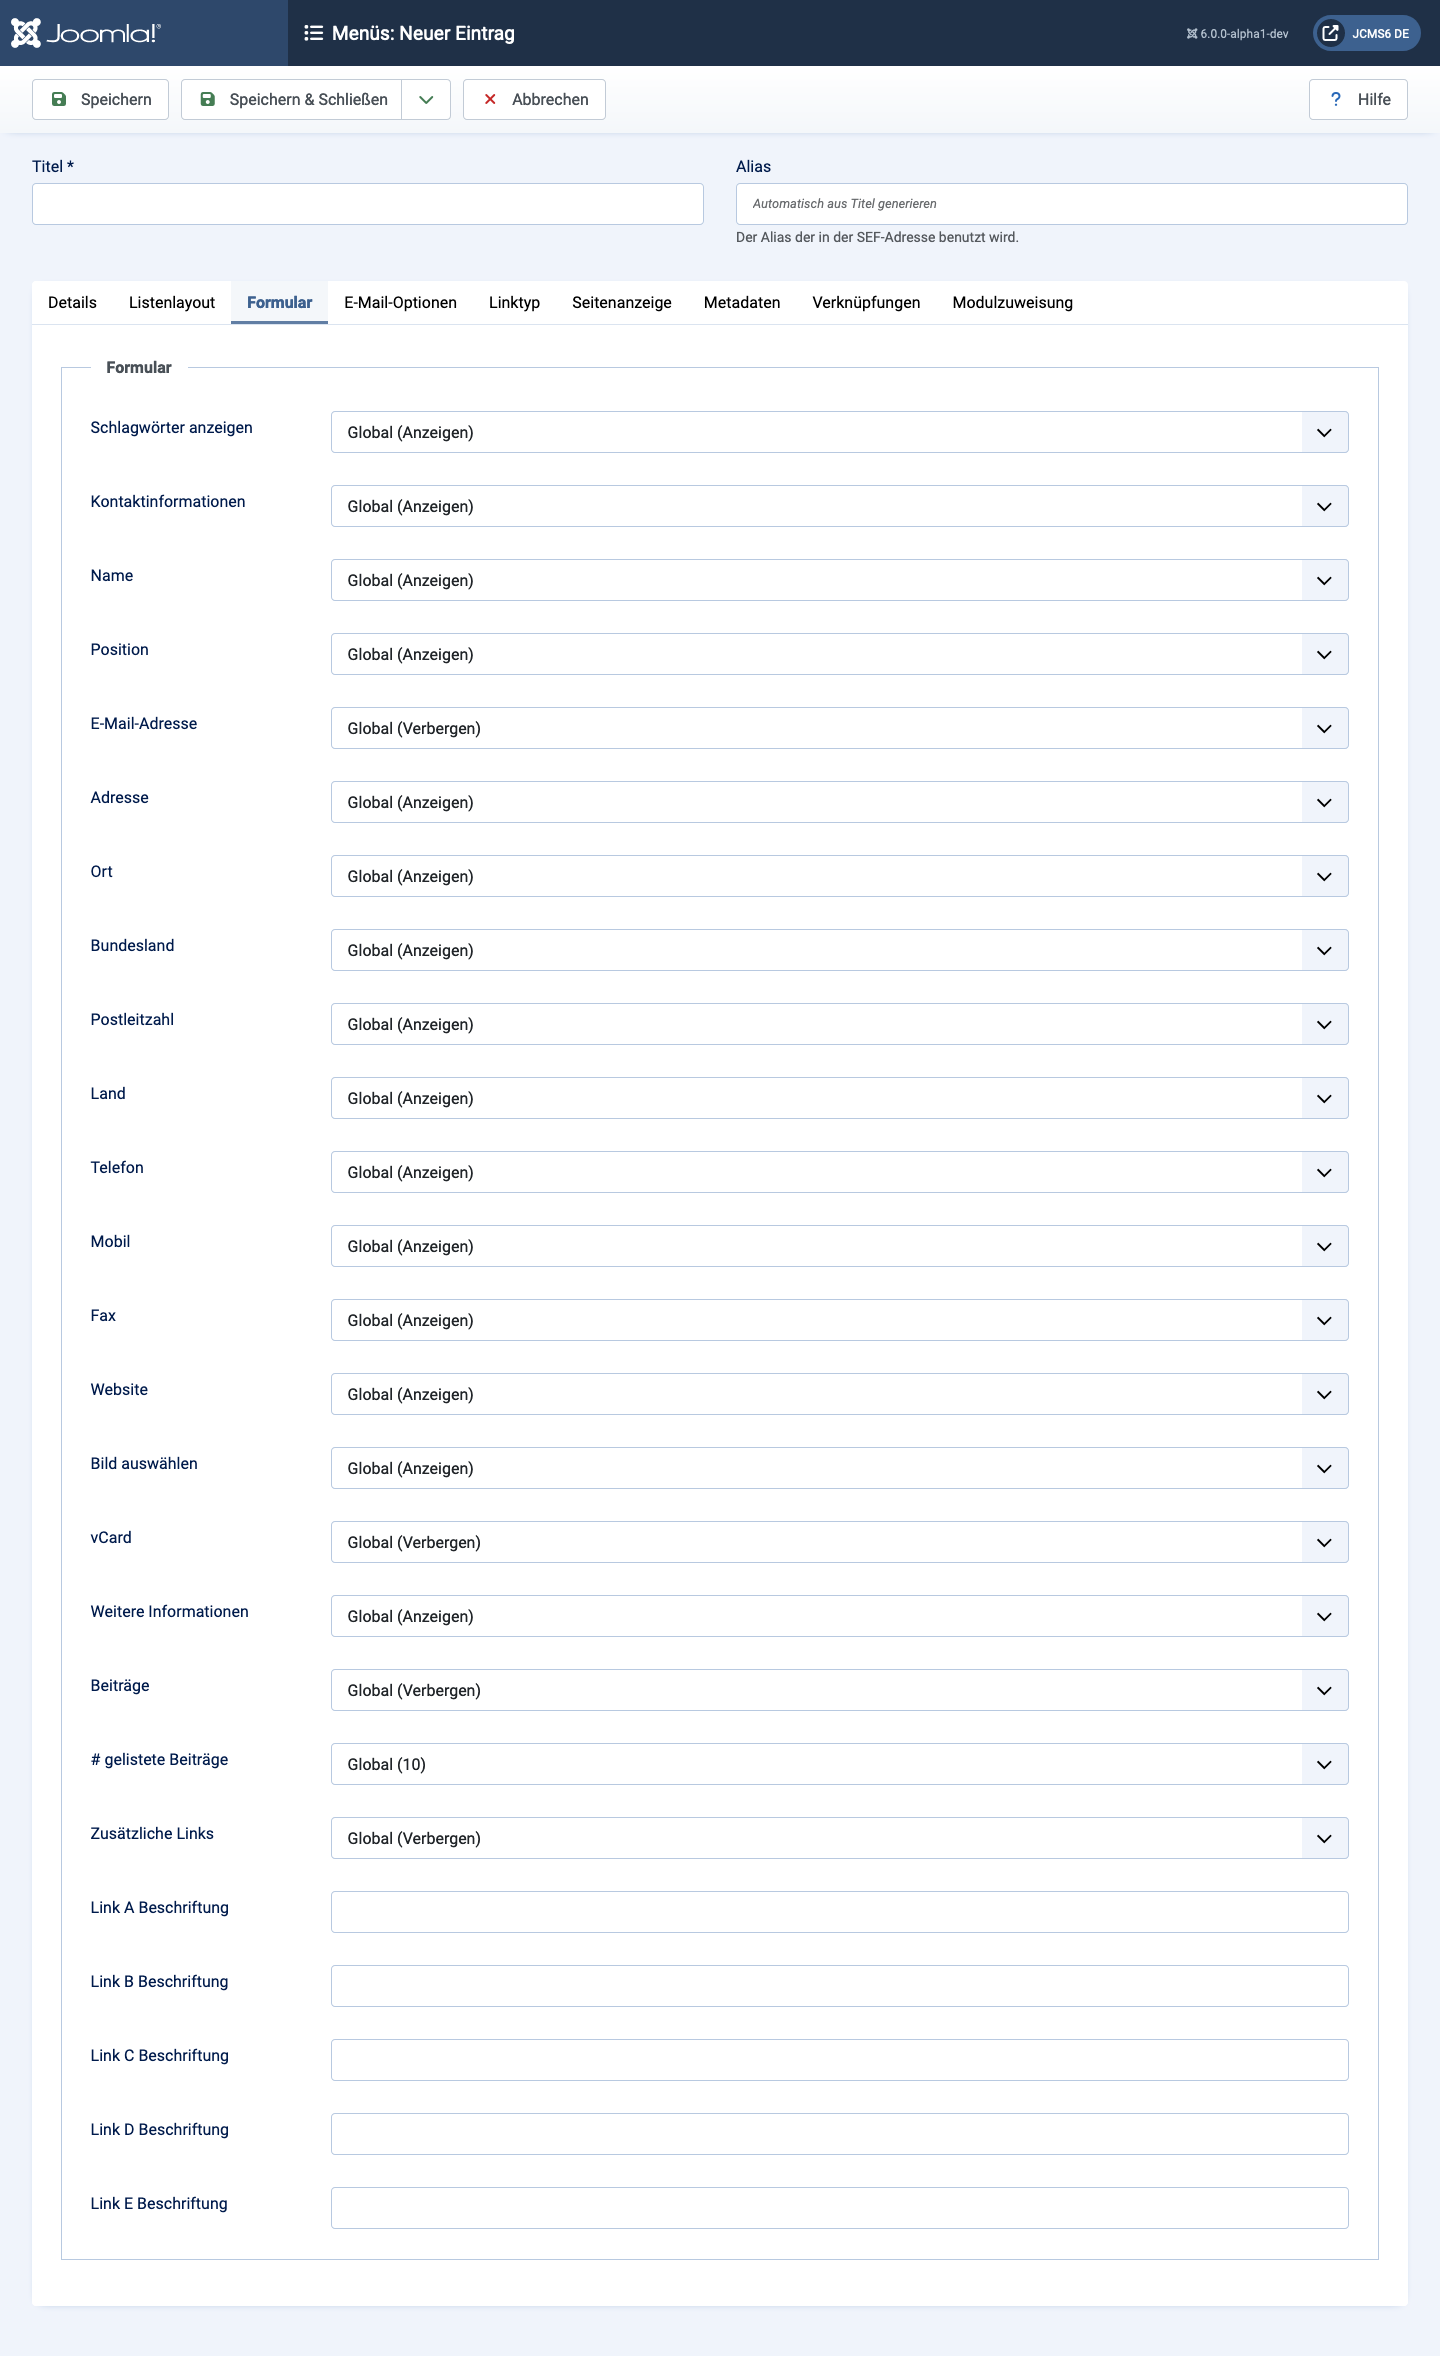 Joomla!®
Menüs: Neuer Eintrag
6.0.0-alpha1-dev
JCMS6 DE
Speichern
Speichern & Schließen
Abbrechen
? Hilfe
Titel *
Alias
Automatisch aus Titel generieren
Der Alias der in der SEF-Adresse benutzt wird.
Details Listenlayout Formular E-Mail-Optionen Linktyp Seitenanzeige Metadaten Verknüpfungen Modulzuweisung
Formular
Schlagwörter anzeigen
Global (Anzeigen)
Kontaktinformationen
Global (Anzeigen)
Name
Global (Anzeigen)
Position
Global (Anzeigen)
E-Mail-Adresse
Global (Verbergen)
Adresse
Global (Anzeigen)
Ort
Global (Anzeigen)
Bundesland
Global (Anzeigen)
Postleitzahl
Global (Anzeigen)
Land
Global (Anzeigen)
Telefon
Global (Anzeigen)
Mobil
Global (Anzeigen)
Fax
Global (Anzeigen)
Website
Global (Anzeigen)
Bild auswählen
Global (Anzeigen)
vCard
Global (Verbergen)
Weitere Informationen
Global (Anzeigen)
Beiträge
Global (Verbergen)
# gelistete Beiträge
Global (10)
Zusätzliche Links
Global (Verbergen)
Link A Beschriftung
Link B Beschriftung
Link C Beschriftung
Link D Beschriftung
Link E Beschriftung